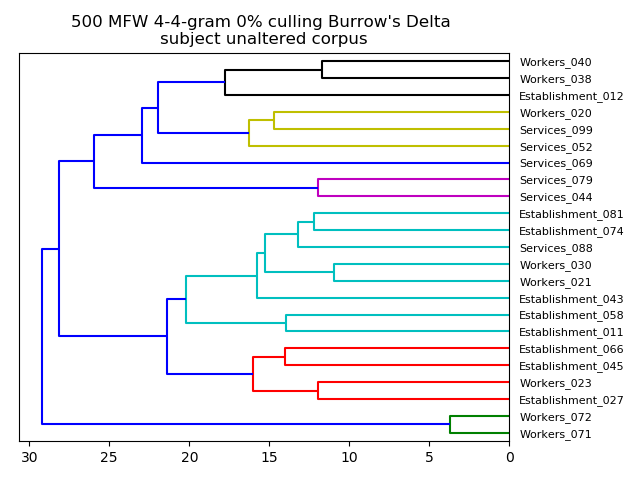 500 MFW 4-4-gram 0% culling Burrow's Delta
subject unaltered corpus
Workers_040
Workers_038
Establishment_012
Workers_020
Services_099
Services_052
Services_069
Services_079
Services_044
Establishment_081
Establishment_074
Services_088
Workers_030
Workers_021
Establishment_043
Establishment_058
Establishment_011
Establishment_066
Establishment_045
Workers_023
Establishment_027
Workers_072
Workers_071
30 25 20 15 10 5 0